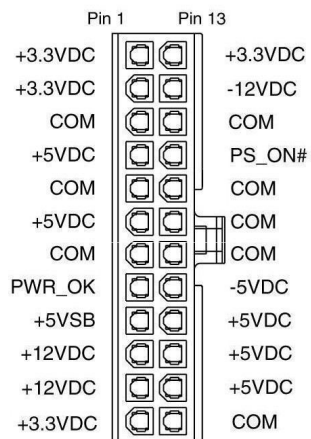 Pin 1 Pin 13
+3.3VDC +3.3VDC
+3.3VDC -12VDC
COM COM
+5VDC PS_ON#
COM COM
+5VDC COM
COM COM
PWR_OK -5VDC
+5VSB +5VDC
+12VDC +5VDC
+12VDC +5VDC
+3.3VDC COM